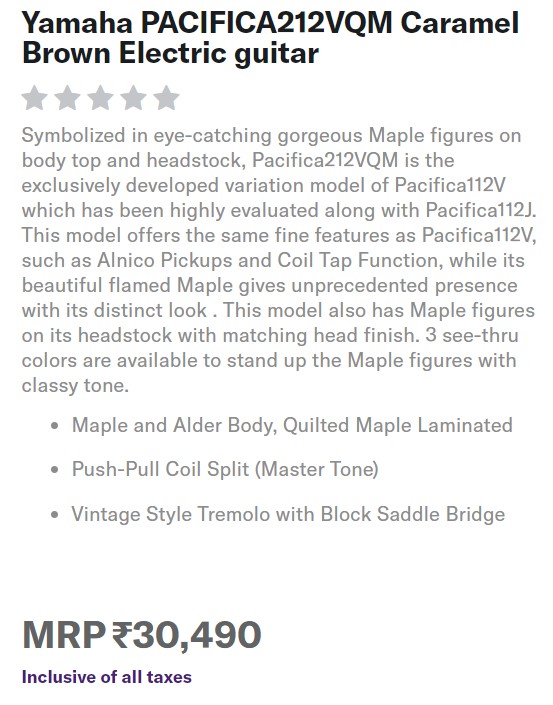 Yamaha PACIFICA212VQM Caramel
Brown Electric guitar
Symbolized in eye-catching gorgeous Maple figures on
body top and headstock, Pacifica212VQM is the
exclusively developed variation model of Pacifica112V
which has been highly evaluated along with Pacifica112J.
This model offers the same fine features as Pacifica112V,
such as Alnico Pickups and Coil Tap Function, while its
beautiful flamed Maple gives unprecedented presence
with its distinct look . This model also has Maple figures
on its headstock with matching head finish. 3 see-thru
colors are available to stand up the Maple figures with
classy tone.
• Maple and Alder Body, Quilted Maple Laminated
• Push-Pull Coil Split (Master Tone)
• Vintage Style Tremolo with Block Saddle Bridge
MRP ₹30,490
Inclusive of all taxes